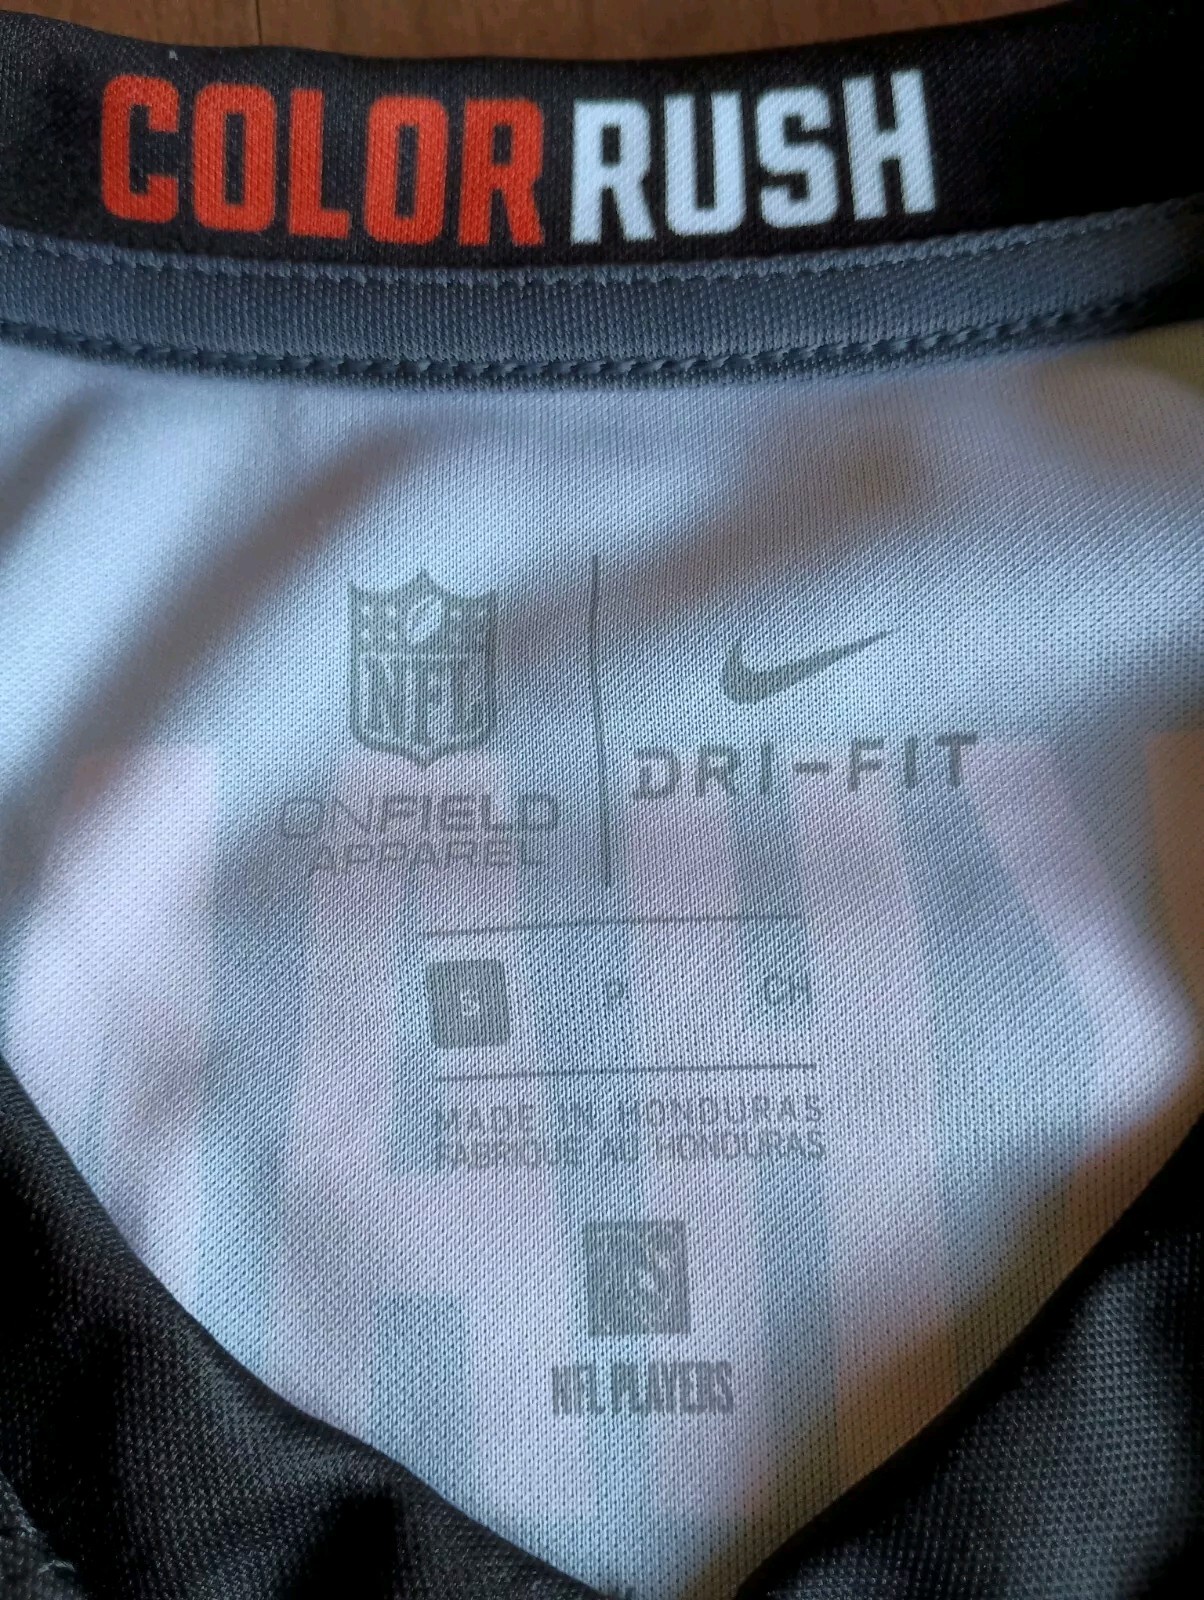 COLOR RUSH
NFL
ONFIELD
APPAREL
DRI-FIT
S P CH
MADE IN HONDURAS
FABRIQUÉ AU HONDURAS
NFL PLAYERS